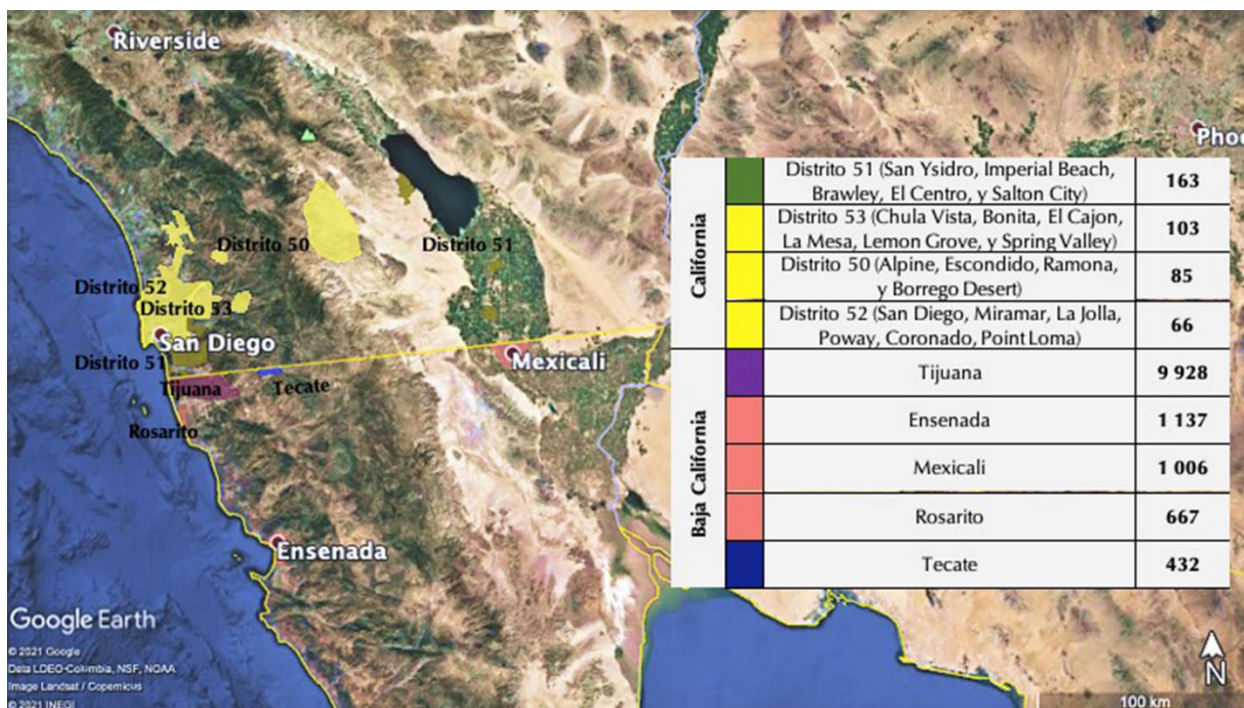 Riverside
Phoe
Distrito 50
Distrito 51
Distrito 52
Distrito 53
San Diego
Distrito 51
Mexicali
Tijuana
Tecate
Rosarito
Ensenada
California
Distrito 51 (San Ysidro, Imperial Beach,
Brawley, El Centro, y Salton City)
163
Distrito 53 (Chula Vista, Bonita, El Cajon,
La Mesa, Lemon Grove, y Spring Valley)
103
Distrito 50 (Alpine, Escondido, Ramona,
y Borrego Desert)
85
Distrito 52 (San Diego, Miramar, La Jolla,
Poway, Coronado, Point Loma)
66
Baja California
Tijuana
9 928
Ensenada
1 137
Mexicali
1 006
Rosarito
667
Tecate
432
Google Earth
© 2021 Google
Data LDEO-Columbia, NSF, NOAA
Image Landsat / Copernicus
© 2021 INEGI
N
100 km